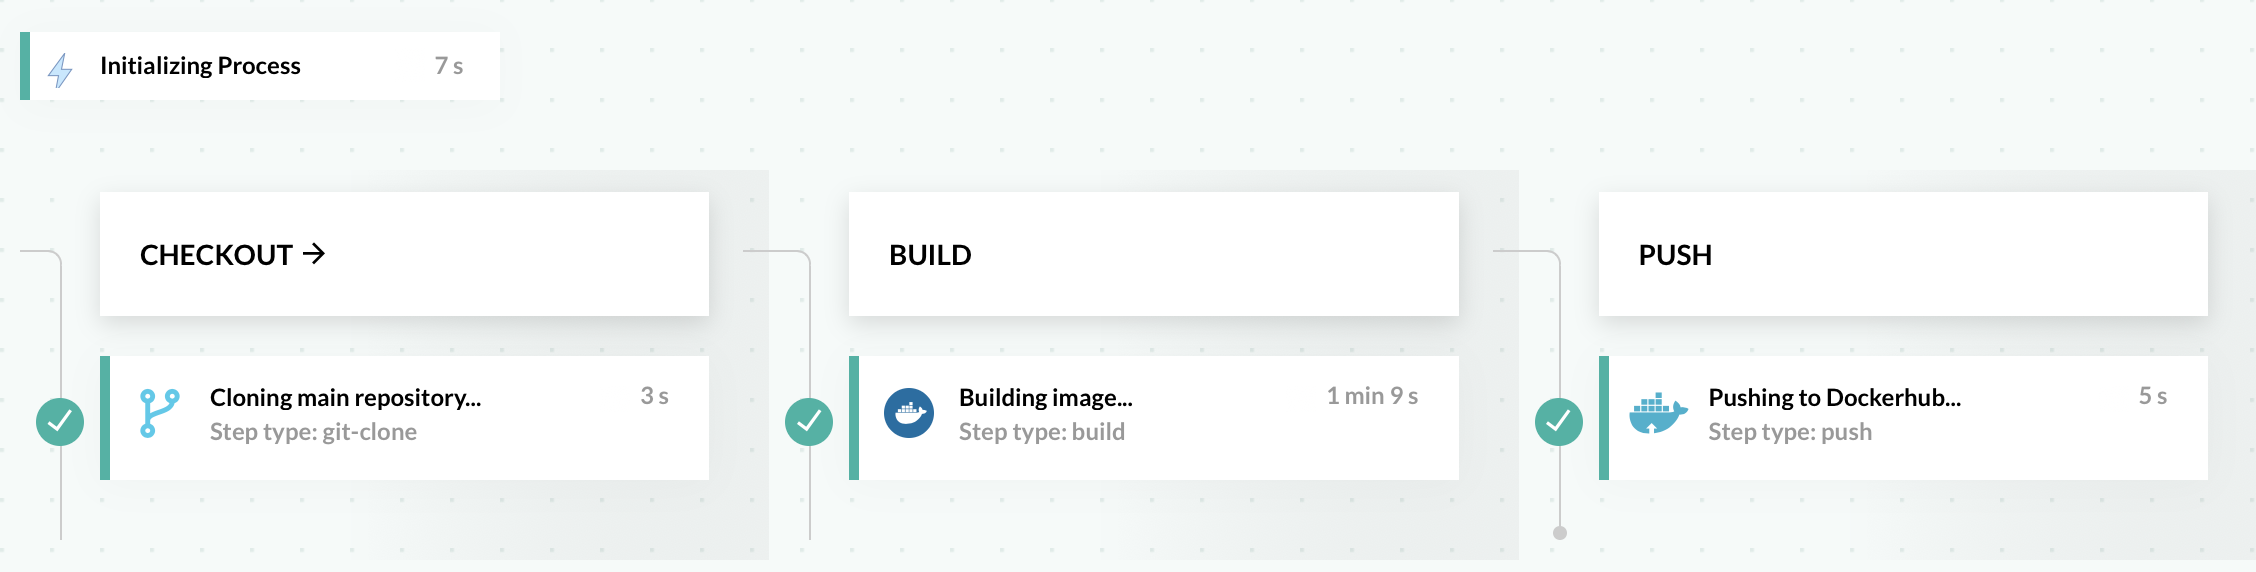 Initializing Process 7 s
CHECKOUT →
Cloning main repository... 3 s
Step type: git-clone
BUILD
Building image... 1 min 9 s
Step type: build
PUSH
Pushing to Dockerhub... 5 s
Step type: push